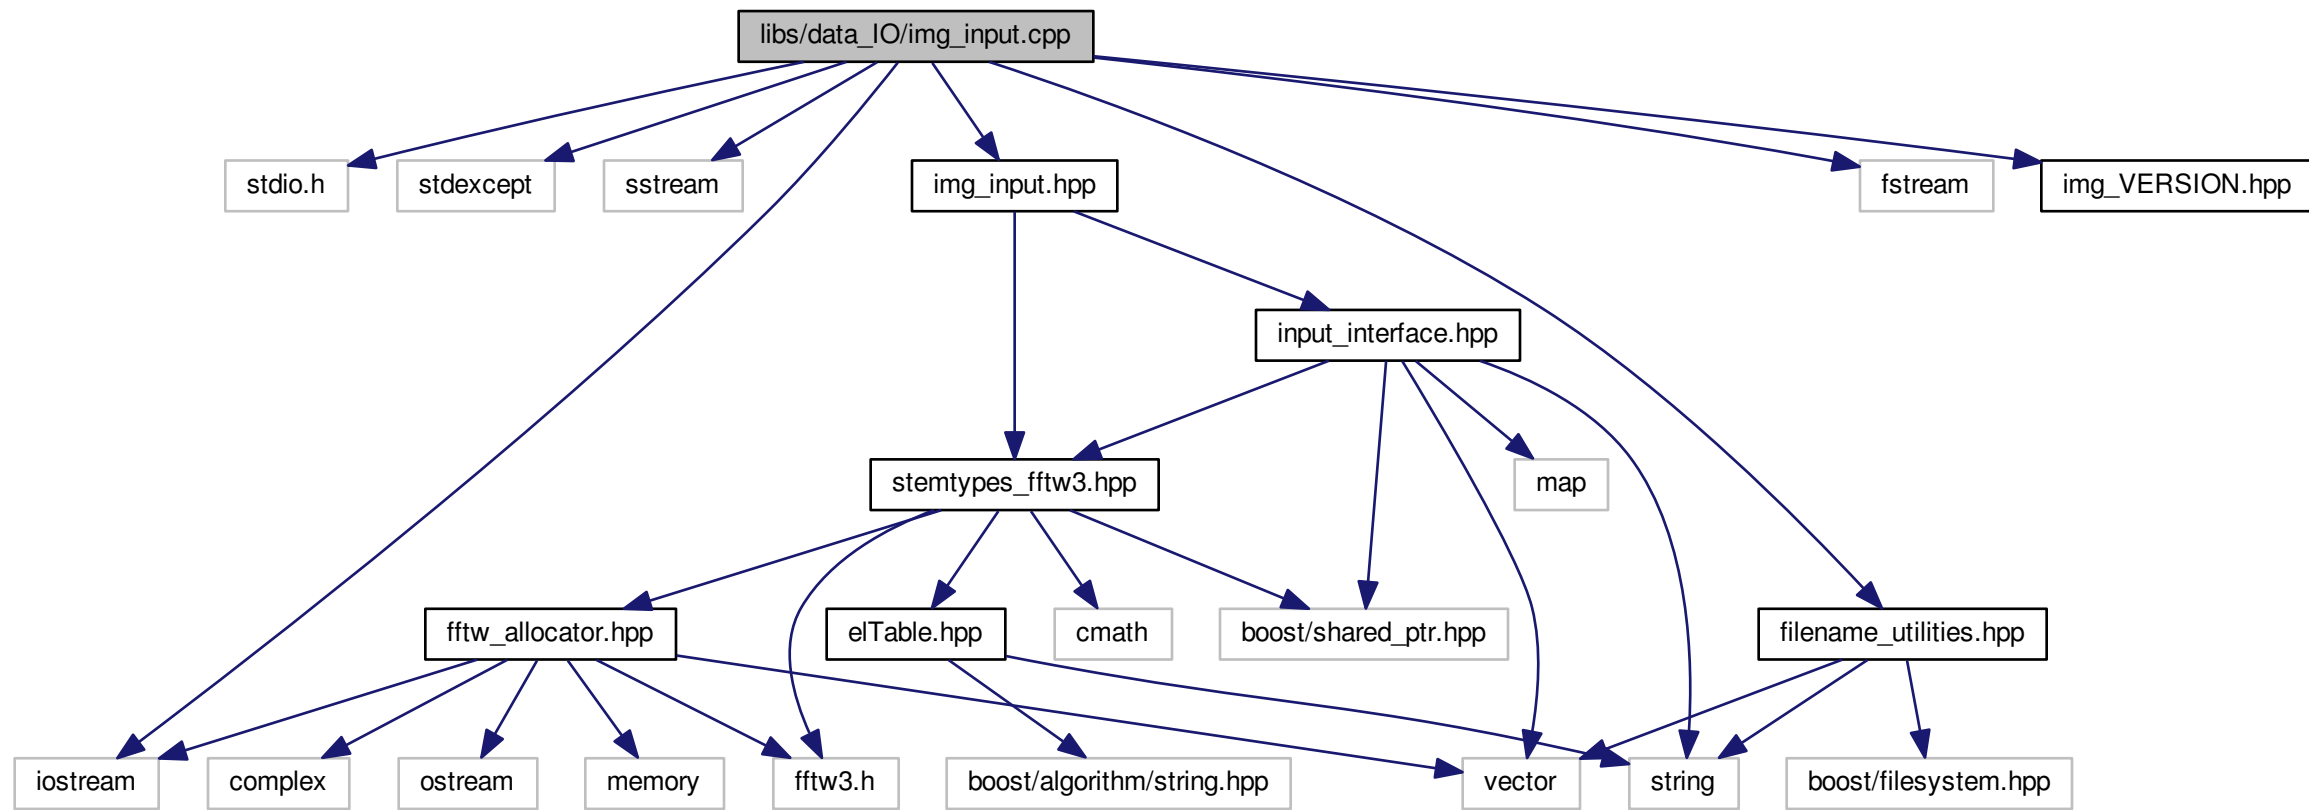 libs/data_IO/img_input.cpp
stdio.h
stdexcept
sstream
img_input.hpp
fstream
img_VERSION.hpp
input_interface.hpp
stemtypes_fftw3.hpp
map
fftw_allocator.hpp
elTable.hpp
cmath
boost/shared_ptr.hpp
filename_utilities.hpp
iostream
complex
ostream
memory
fftw3.h
boost/algorithm/string.hpp
vector
string
boost/filesystem.hpp